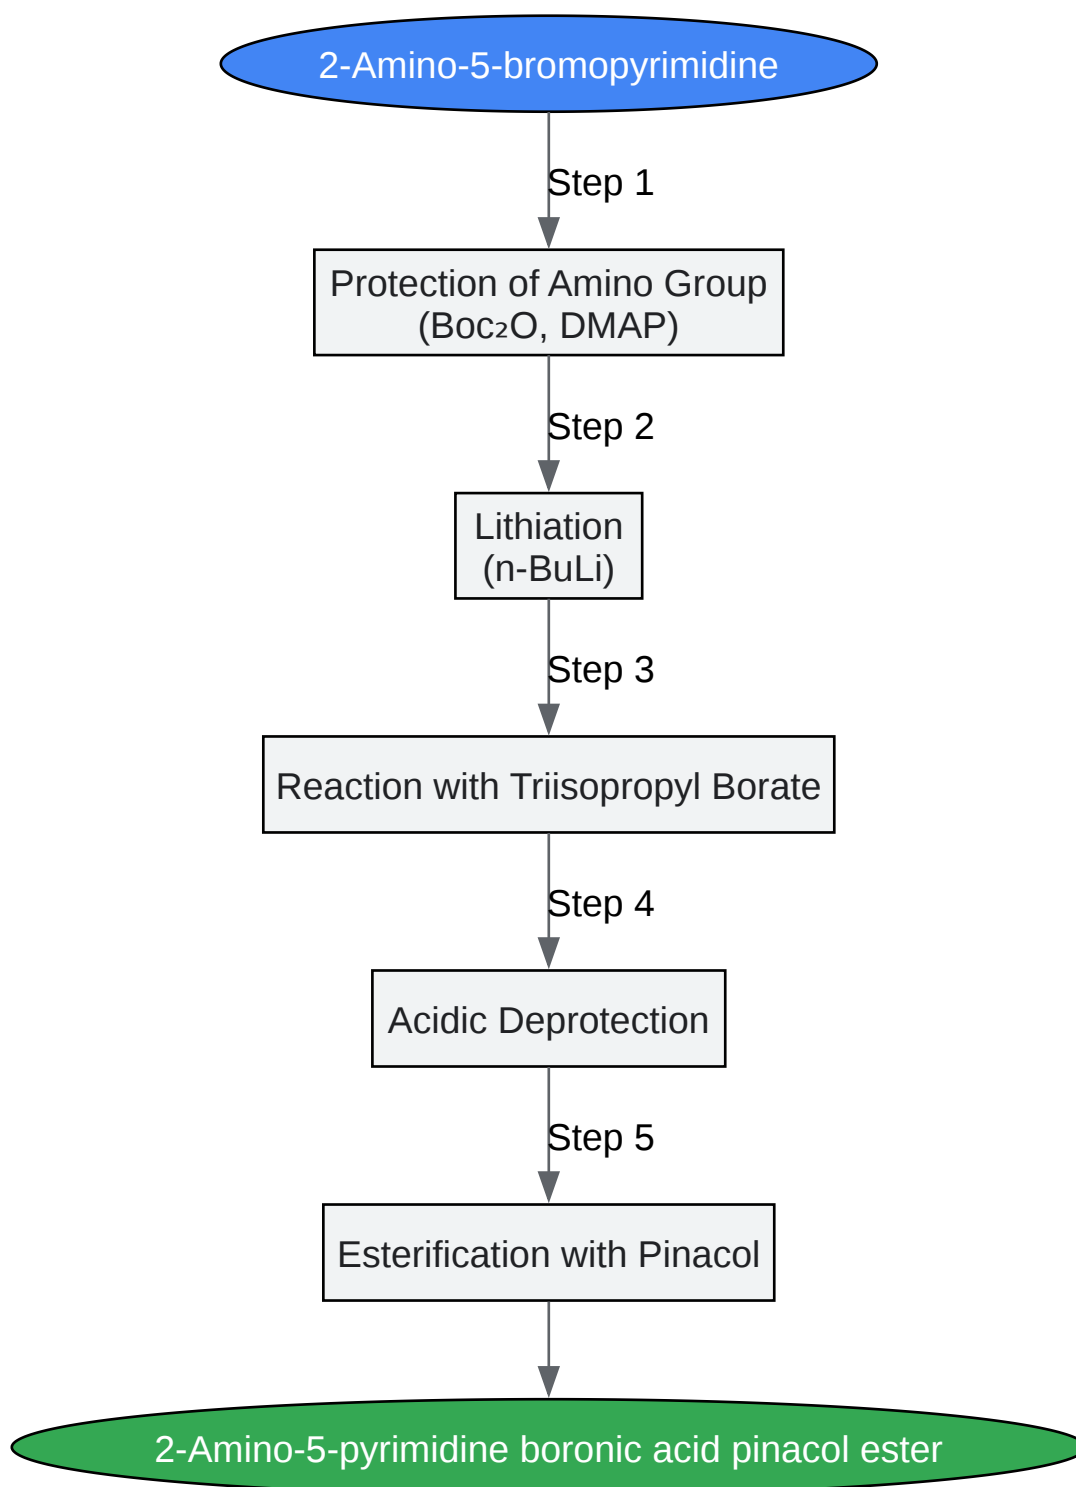 2-Amino-5-bromopyrimidine
Step 1
Protection of Amino Group
(Boc₂O, DMAP)
Step 2
Lithiation
(n-BuLi)
Step 3
Reaction with Triisopropyl Borate
Step 4
Acidic Deprotection
Step 5
Esterification with Pinacol
2-Amino-5-pyrimidine boronic acid pinacol ester